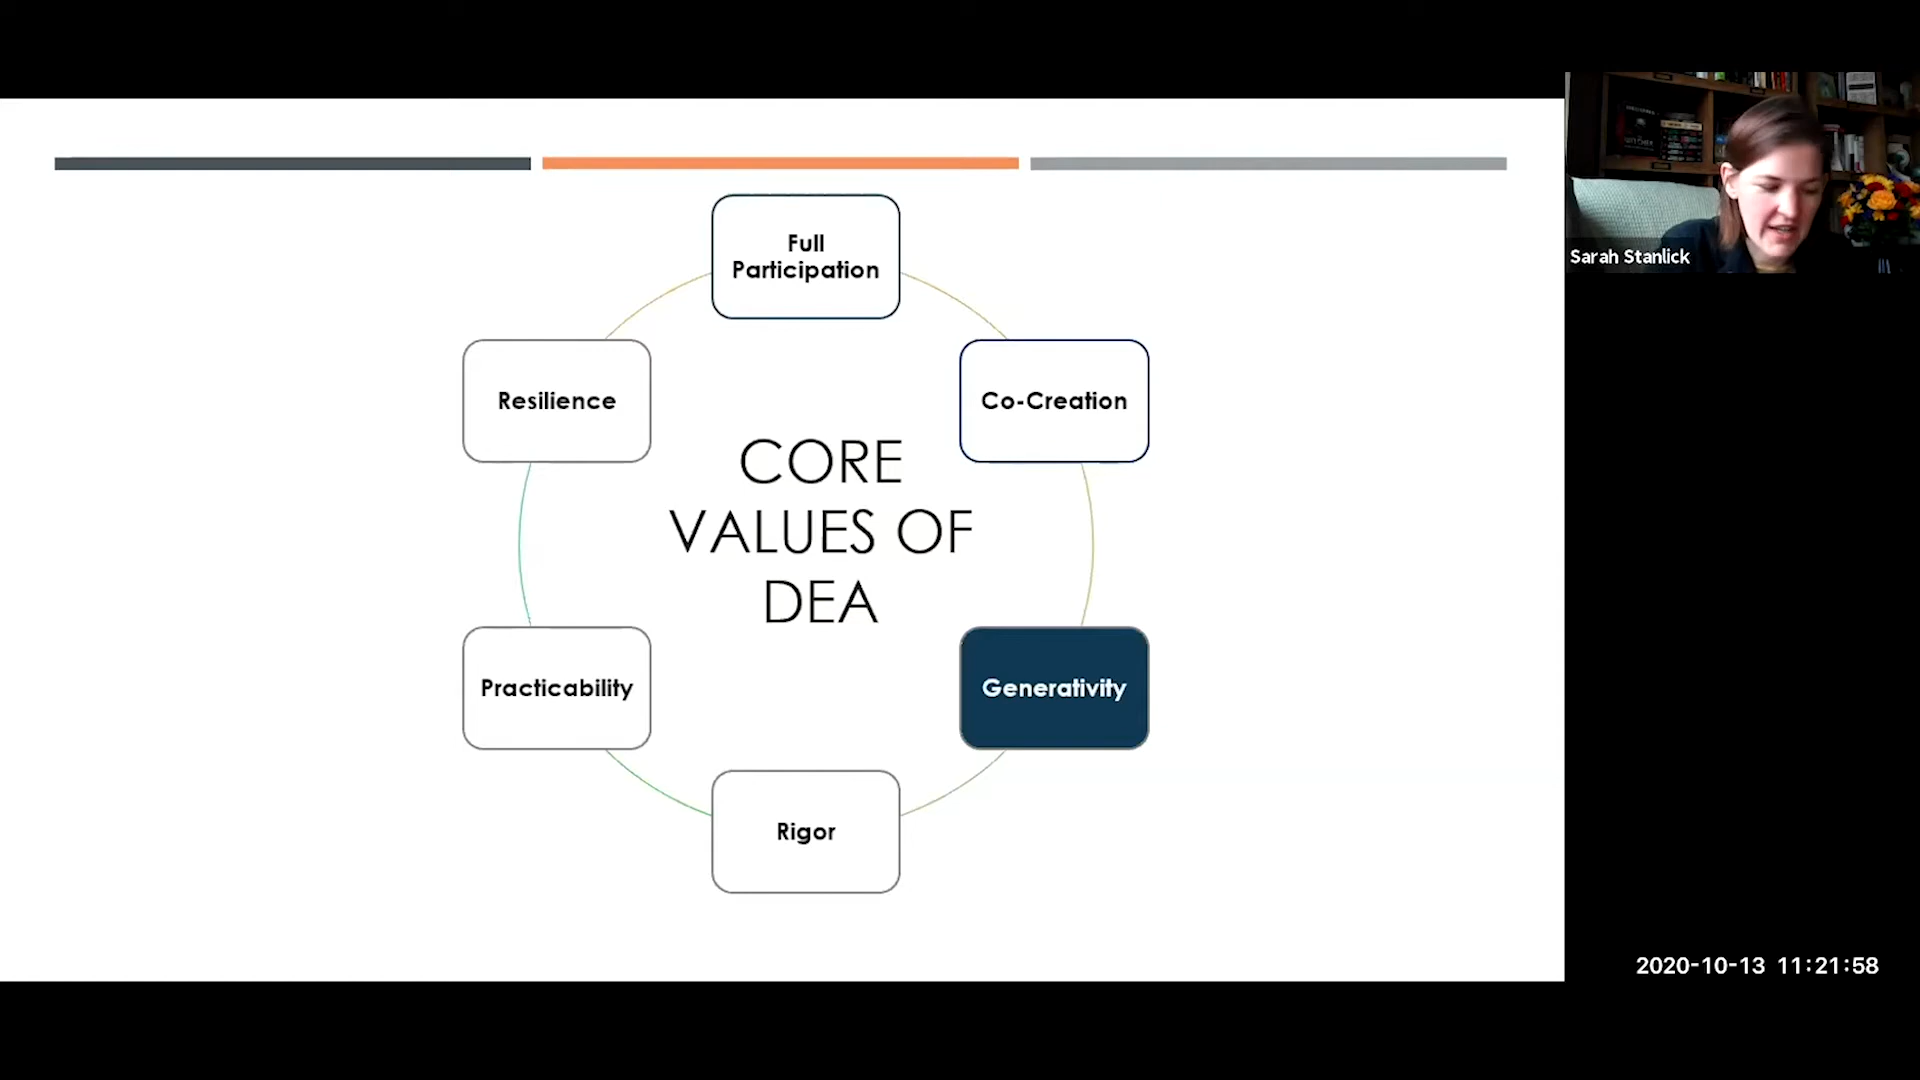 Full
Participation
Resilience
Co-Creation
CORE
VALUES OF
DEA
Practicability
Generativity
Rigor
Sarah Stanlick
2020-10-13 11:21:58